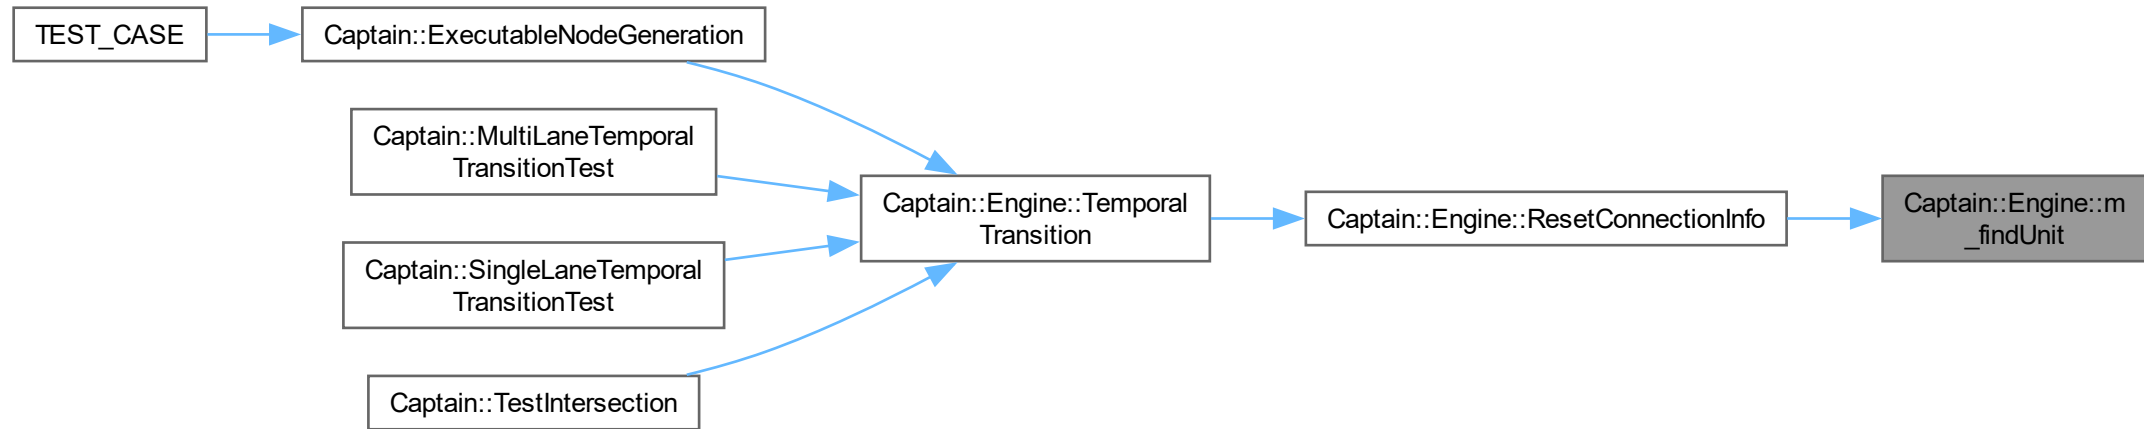 TEST_CASE
Captain::ExecutableNodeGeneration
Captain::MultiLaneTemporal
TransitionTest
Captain::SingleLaneTemporal
TransitionTest
Captain::TestIntersection
Captain::Engine::Temporal
Transition
Captain::Engine::ResetConnectionInfo
Captain::Engine::m
_findUnit